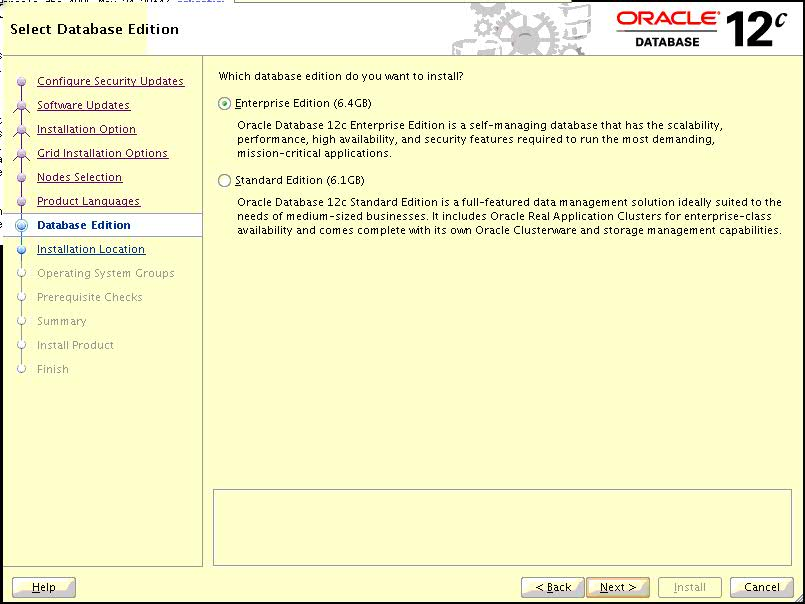 Select Database Edition
ORACLE®
DATABASE
12c
Configure Security Updates
Software Updates
Installation Option
Grid Installation Options
Nodes Selection
Product Languages
Database Edition
Installation Location
Operating System Groups
Prerequisite Checks
Summary
Install Product
Finish
Which database edition do you want to install?
Enterprise Edition (6.4GB)
Oracle Database 12c Enterprise Edition is a self-managing database that has the scalability,
performance, high availability, and security features required to run the most demanding,
mission-critical applications.
Standard Edition (6.1GB)
Oracle Database 12c Standard Edition is a full-featured data management solution ideally suited to the
needs of medium-sized businesses. It includes Oracle Real Application Clusters for enterprise-class
availability and comes complete with its own Oracle Clusterware and storage management capabilities.
Help
< Back
Next >
Install
Cancel